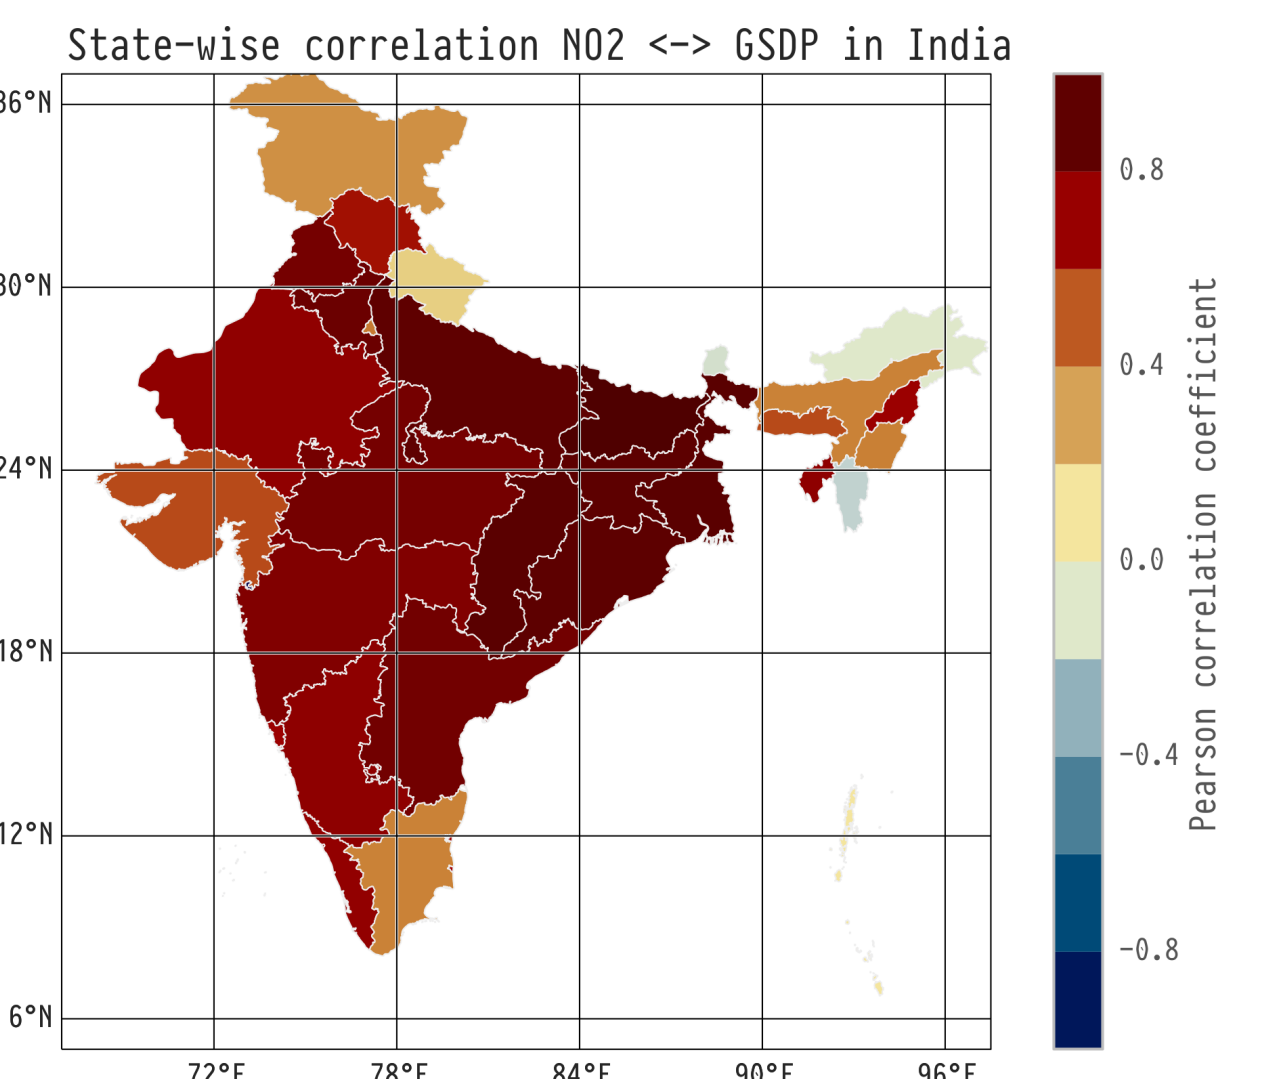 State-wise correlation NO2 <-> GSDP in India
36°N
30°N
24°N
18°N
12°N
6°N
72°E
78°E
84°E
90°E
96°E
0.8
0.4
0.0
-0.4
-0.8
Pearson correlation coefficient